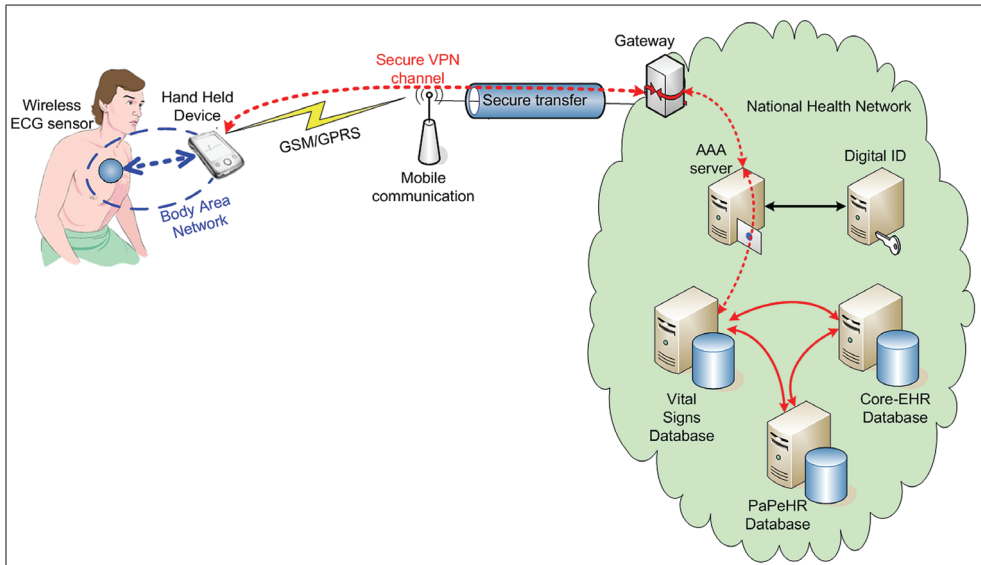 Wireless
ECG sensor
Hand Held
Device
Body Area
Network
GSM/GPRS
Secure VPN
channel
Mobile
communication
Secure transfer
Gateway
National Health Network
AAA
server
Digital ID
Vital
Signs
Database
Core-EHR
Database
PaPeHR
Database